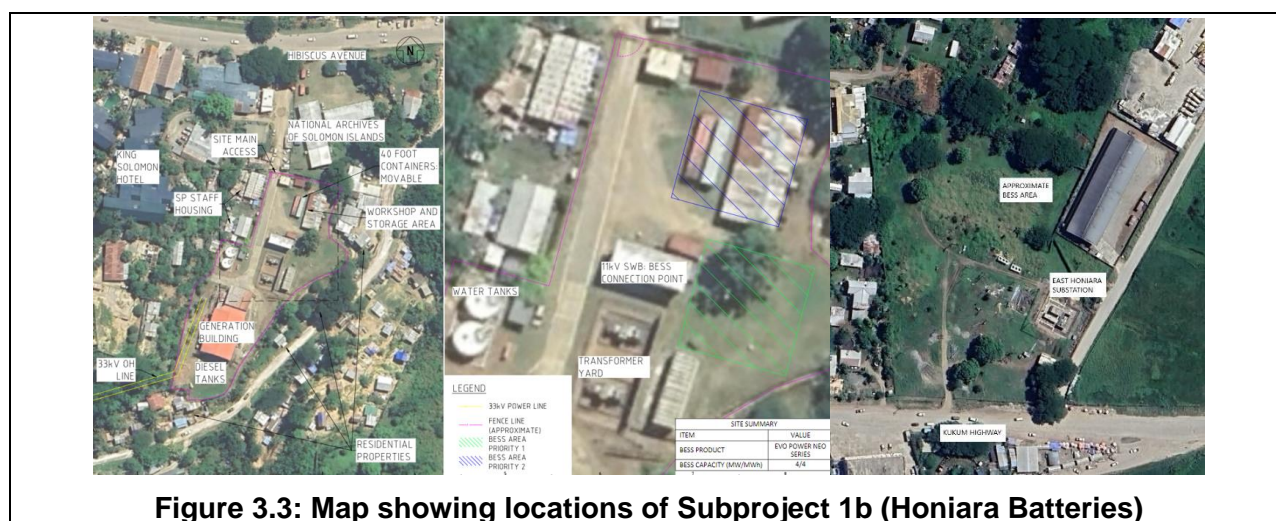 HIBISCUS AVENUE
N
NATIONAL ARCHIVES
OF SOLOMON ISLANDS
SITE MAIN
ACCESS
40 FOOT
CONTAINERS:
MOVABLE
KING
SOLOMON
HOTEL
SP STAFF
HOUSING
WORKSHOP AND
STORAGE AREA
GENERATION
BUILDING
33kV OH
LINE
DIESEL
TANKS
RESIDENTIAL
PROPERTIES
11kV SWB: BESS
CONNECTION POINT
WATER TANKS
TRANSFORMER
YARD
LEGEND
33kV POWER LINE
FENCE LINE
(APPROXIMATE)
BESS AREA
PRIORITY 1
BESS AREA
PRIORITY 2
SITE SUMMARY
ITEM VALUE
BESS PRODUCT EVO POWER NEO
SERIES
BESS CAPACITY (MW/MWh) 4/4
APPROXIMATE
BESS AREA
EAST HONIARA
SUBSTATION
KUKUM HIGHWAY
Figure 3.3: Map showing locations of Subproject 1b (Honiara Batteries)